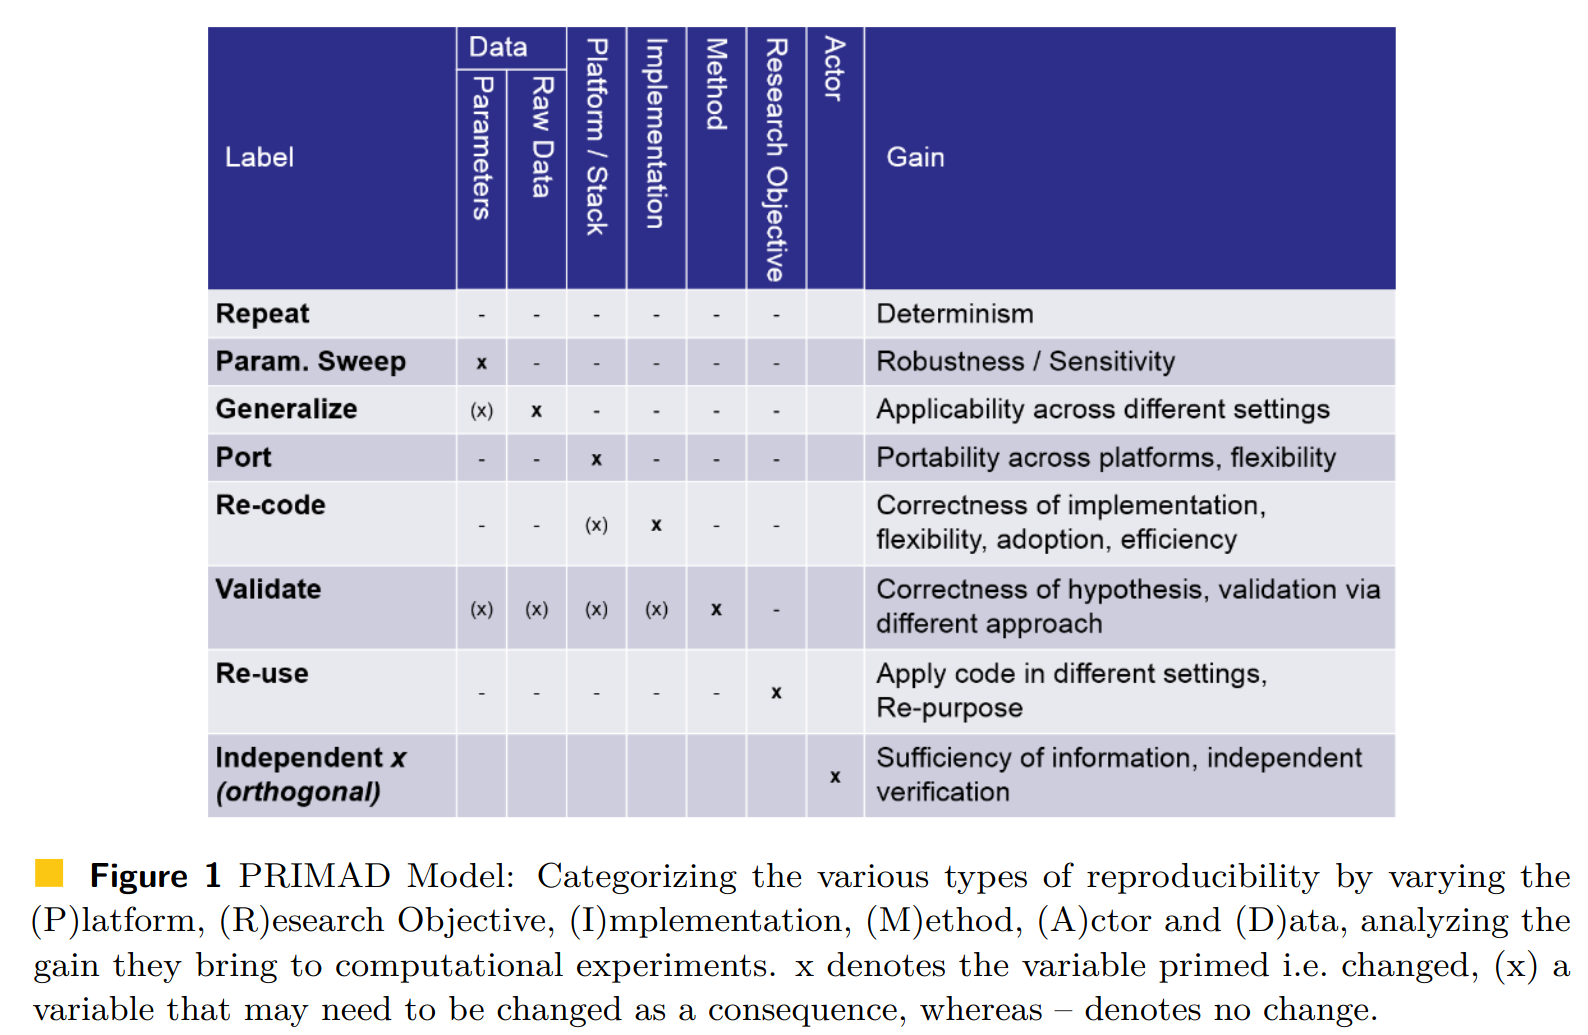 Label Data Parameters Raw Data Platform / Stack Implementation Method Research Objective Actor Gain
Repeat - - - - - - Determinism
Param. Sweep x - - - - - Robustness / Sensitivity
Generalize (x) x - - - - Applicability across different settings
Port - - x - - - Portability across platforms, flexibility
Re-code - - (x) x - - Correctness of implementation,
flexibility, adoption, efficiency
Validate (x) (x) (x) (x) x - Correctness of hypothesis, validation via
different approach
Re-use - - - - - x Apply code in different settings,
Re-purpose
Independent x x Sufficiency of information, independent
(orthogonal) verification
Figure 1 PRIMAD Model: Categorizing the various types of reproducibility by varying the
(P)latform, (R)esearch Objective, (I)mplementation, (M)ethod, (A)ctor and (D)ata, analyzing the
gain they bring to computational experiments. x denotes the variable primed i.e. changed, (x) a
variable that may need to be changed as a consequence, whereas – denotes no change.